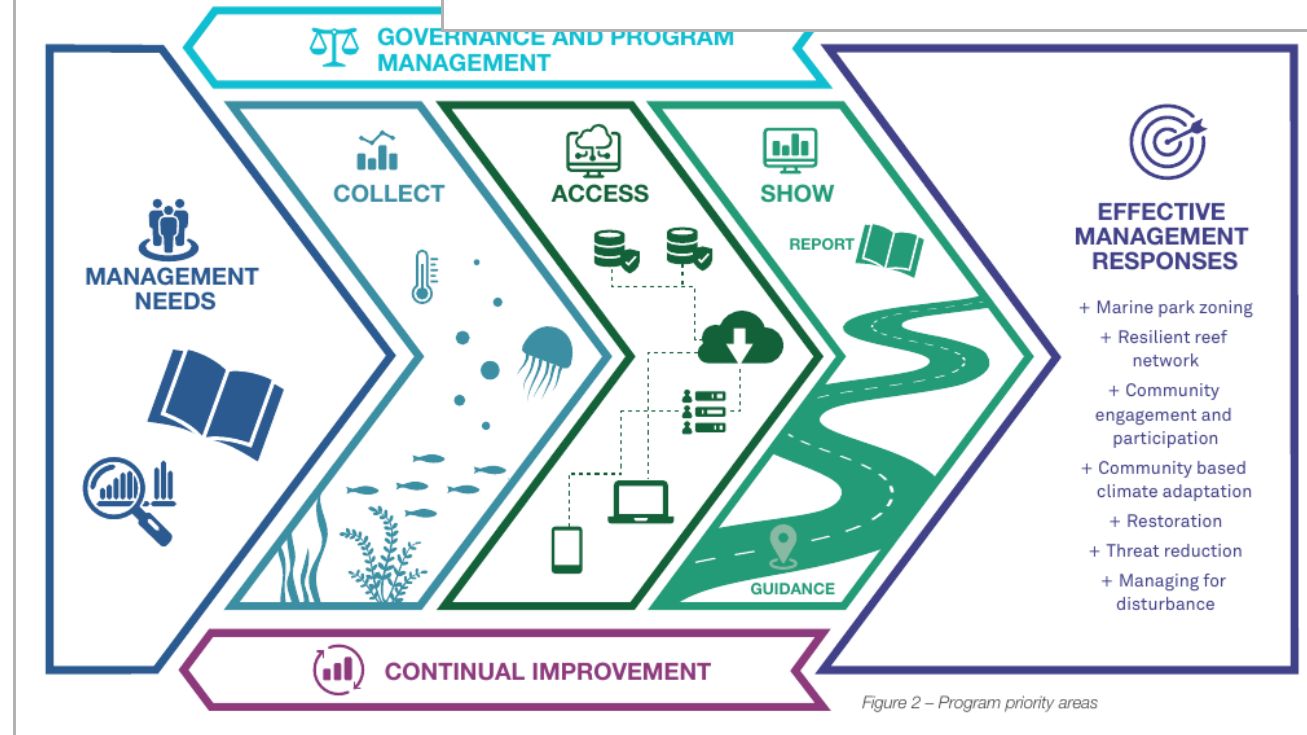 GOVERNANCE AND PROGRAM
MANAGEMENT
MANAGEMENT
NEEDS
COLLECT
ACCESS
SHOW
REPORT
GUIDANCE
EFFECTIVE
MANAGEMENT
RESPONSES
+ Marine park zoning
+ Resilient reef
network
+ Community
engagement and
participation
+ Community based
climate adaptation
+ Restoration
+ Threat reduction
+ Managing for
disturbance
CONTINUAL IMPROVEMENT
Figure 2 – Program priority areas